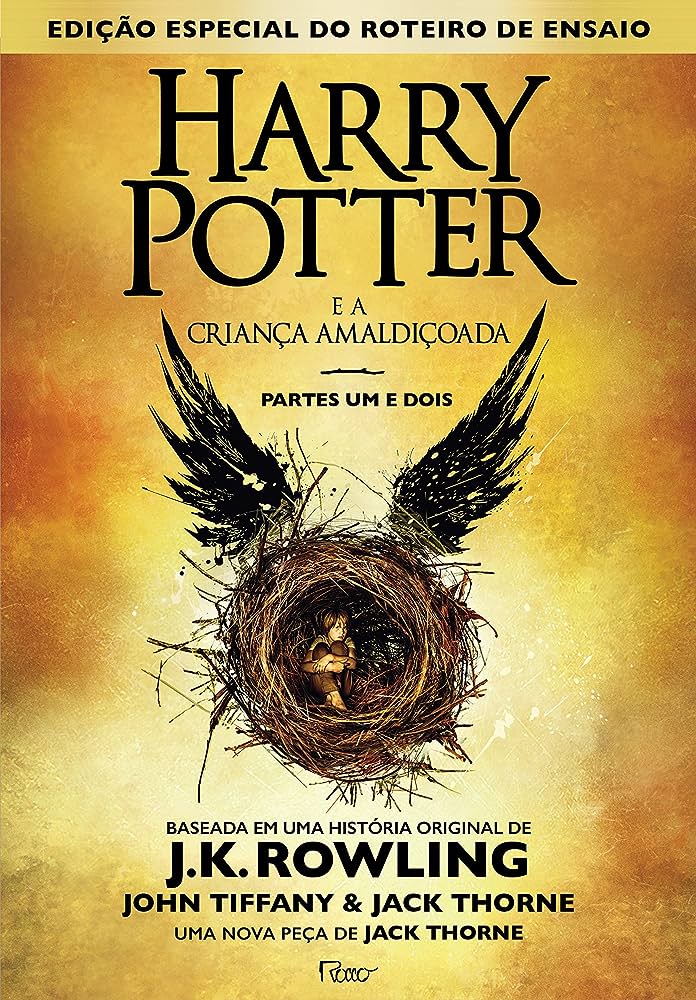 EDIÇÃO ESPECIAL DO ROTEIRO DE ENSAIO
HARRY
POTTER
E A
CRIANÇA AMALDIÇOADA
PARTES UM E DOIS
BASEADA EM UMA HISTÓRIA ORIGINAL DE
J.K. ROWLING
JOHN TIFFANY & JACK THORNE
UMA NOVA PEÇA DE JACK THORNE
Rocco